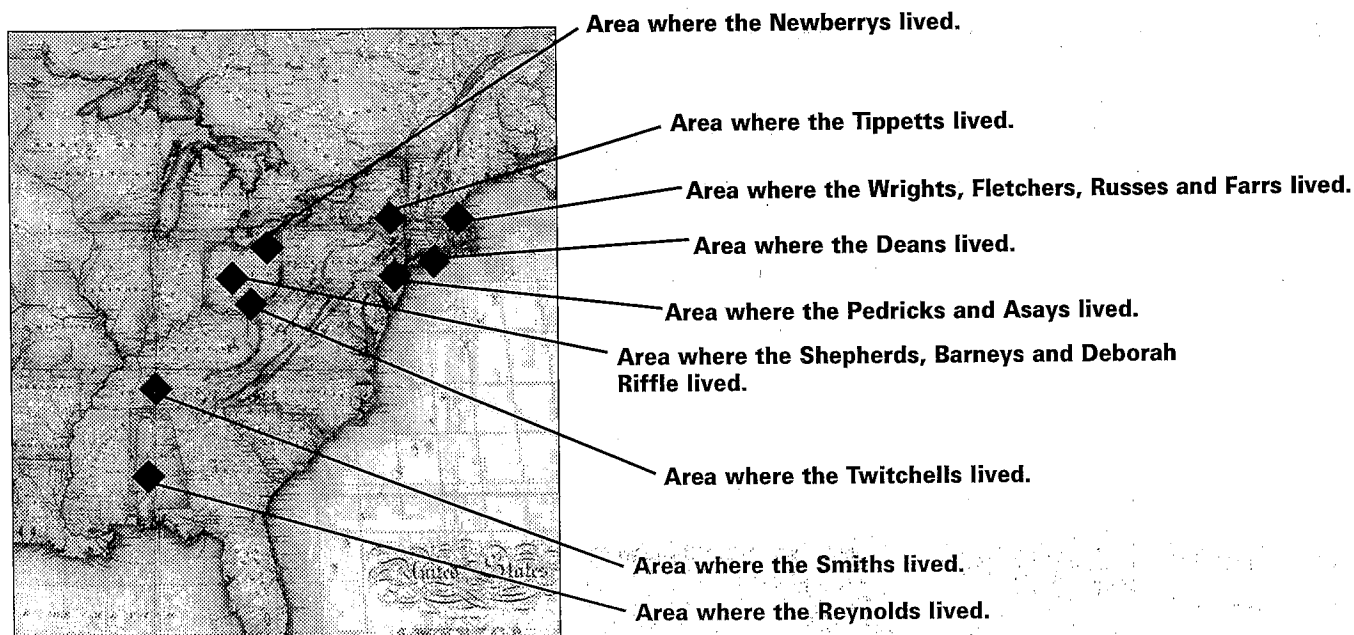 Area where the Newberrys lived.
Area where the Tippetts lived.
Area where the Wrights, Fletchers, Russes and Farrs lived.
Area where the Deans lived.
Area where the Pedricks and Asays lived.
Area where the Shepherds, Barneys and Deborah
Riffle lived.
Area where the Twitchells lived.
Area where the Smiths lived.
Area where the Reynolds lived.
United States